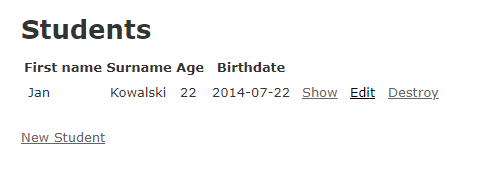 Students
First name Surname Age Birthdate
Jan Kowalski 22 2014-07-22 Show Edit Destroy
New Student